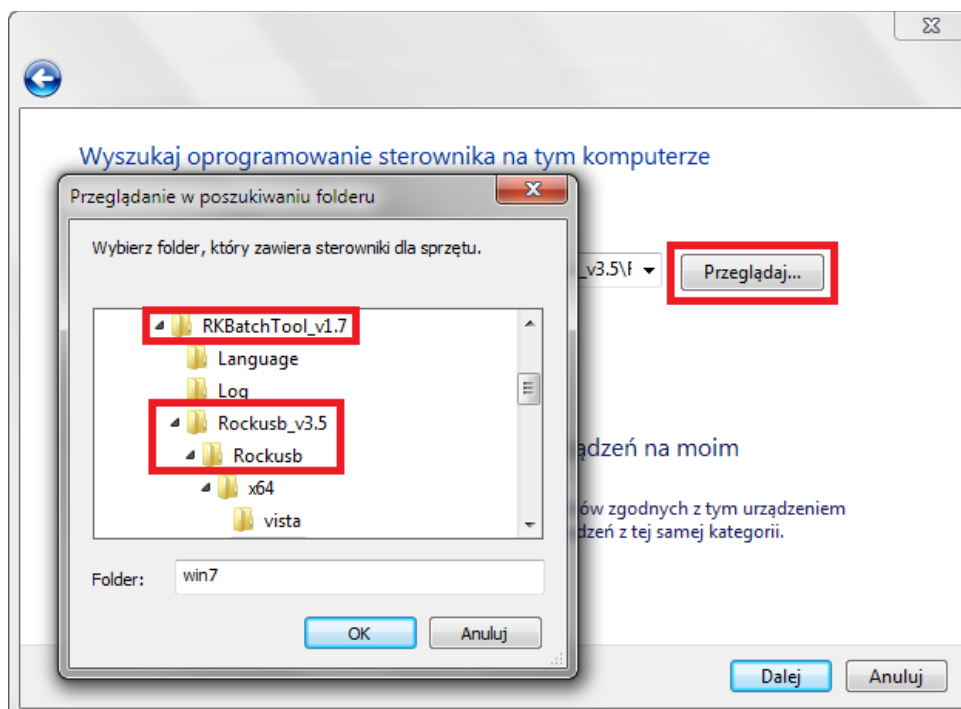 Wyszukaj oprogramowanie sterownika na tym komputerze
Przeglądanie w poszukiwaniu folderu
Wybierz folder, który zawiera sterowniki dla sprzętu.
_v3.5\F
Przeglądaj...
RKBatchTool_v1.7
Language
Log
Rockusb_v3.5
Rockusb
x64
vista
Folder:
win7
OK
Anuluj
ądzeń na moim
ów zgodnych z tym urządzeniem
dzeń z tej samej kategorii.
Dalej
Anuluj